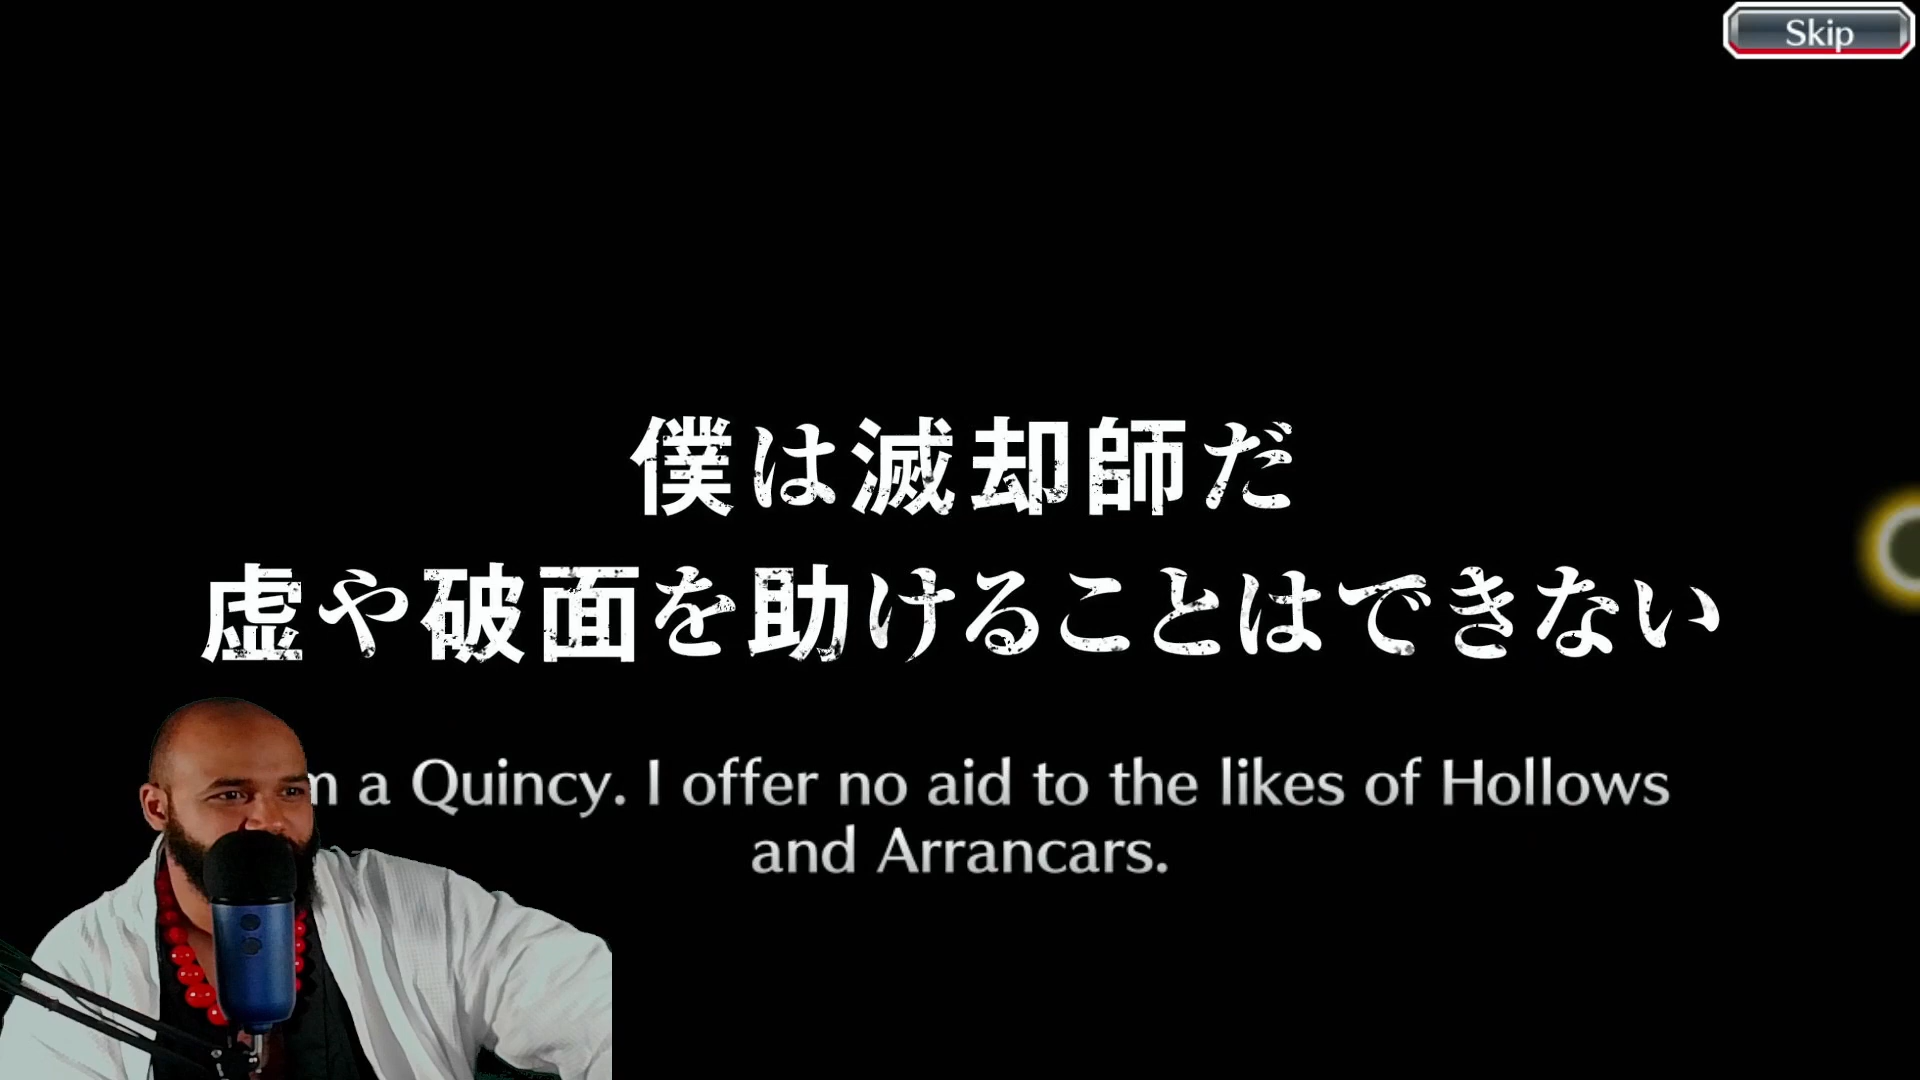 Skip
僕は滅却師だ
虚や破面を助けることはできない
a Quincy. I offer no aid to the likes of Hollows
and Arrancars.